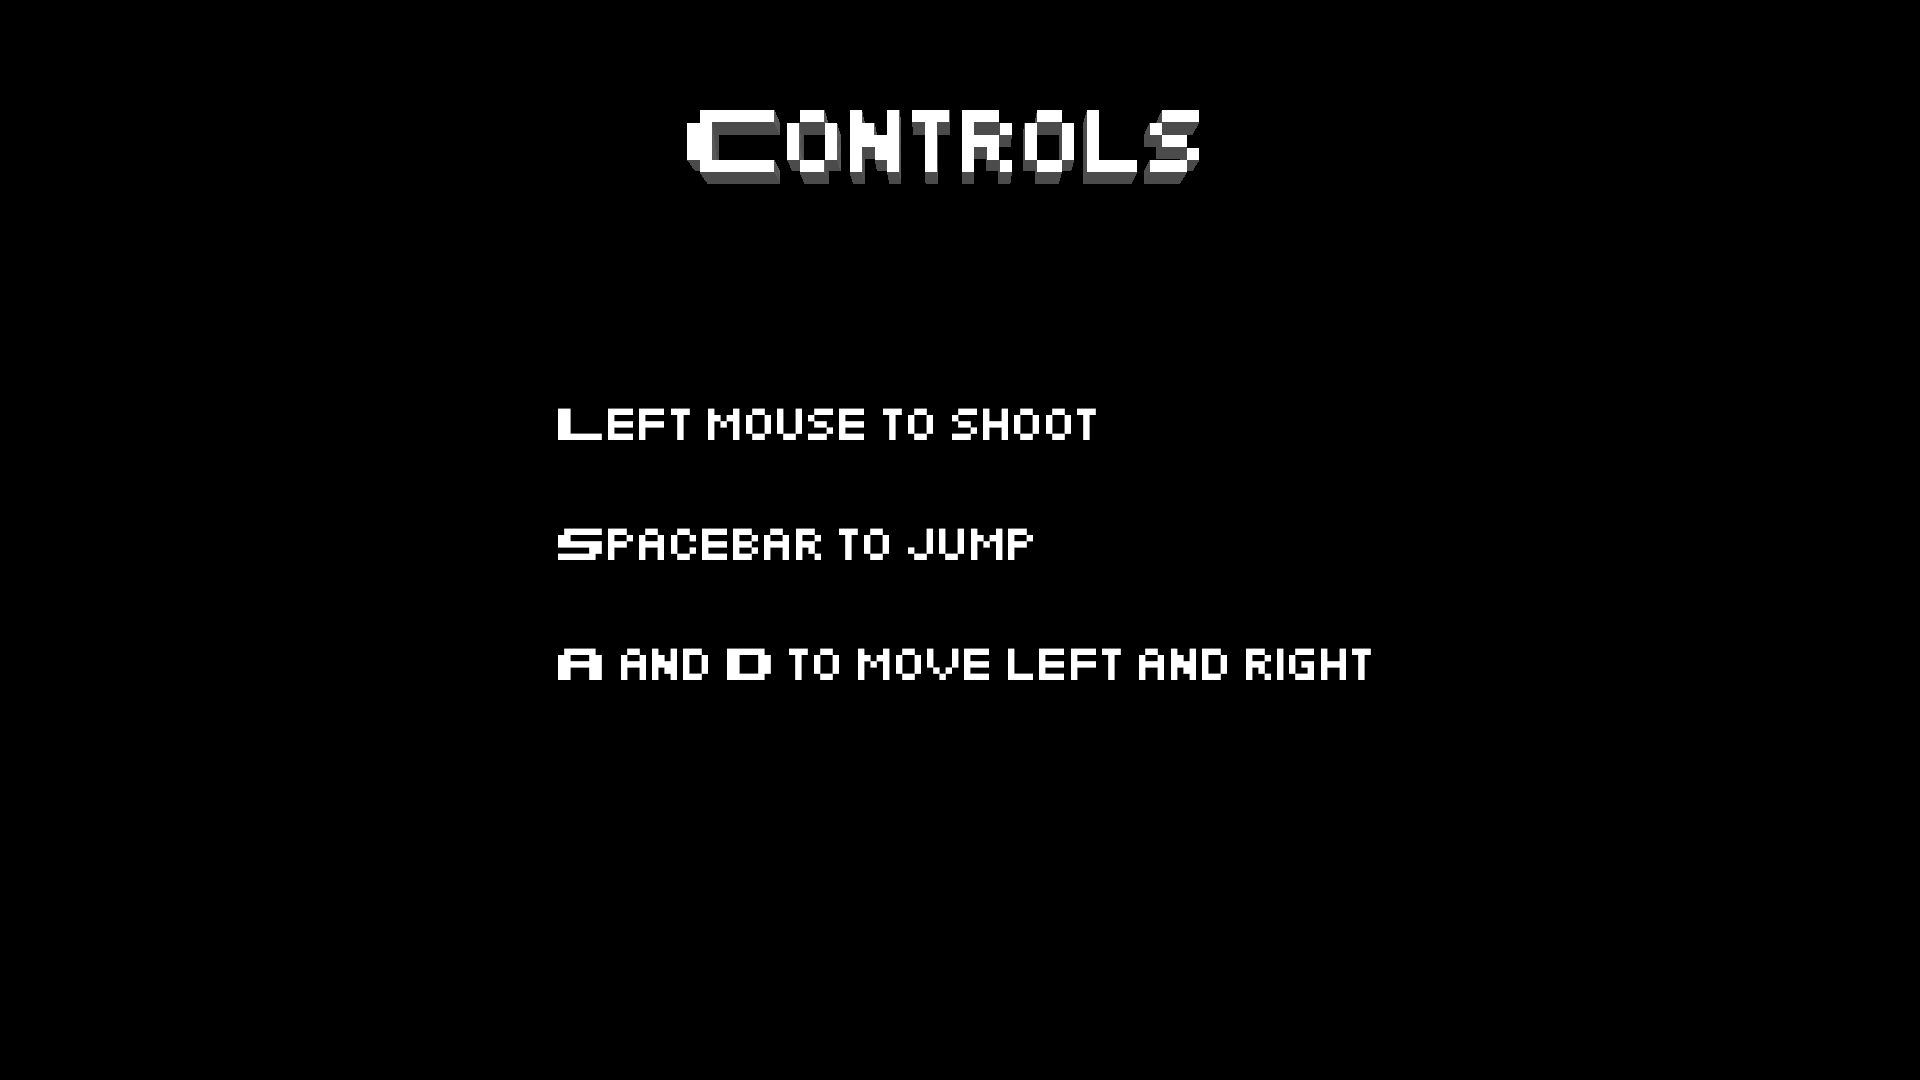 Controls
Left mouse to shoot
Spacebar to jump
A and D to move left and right